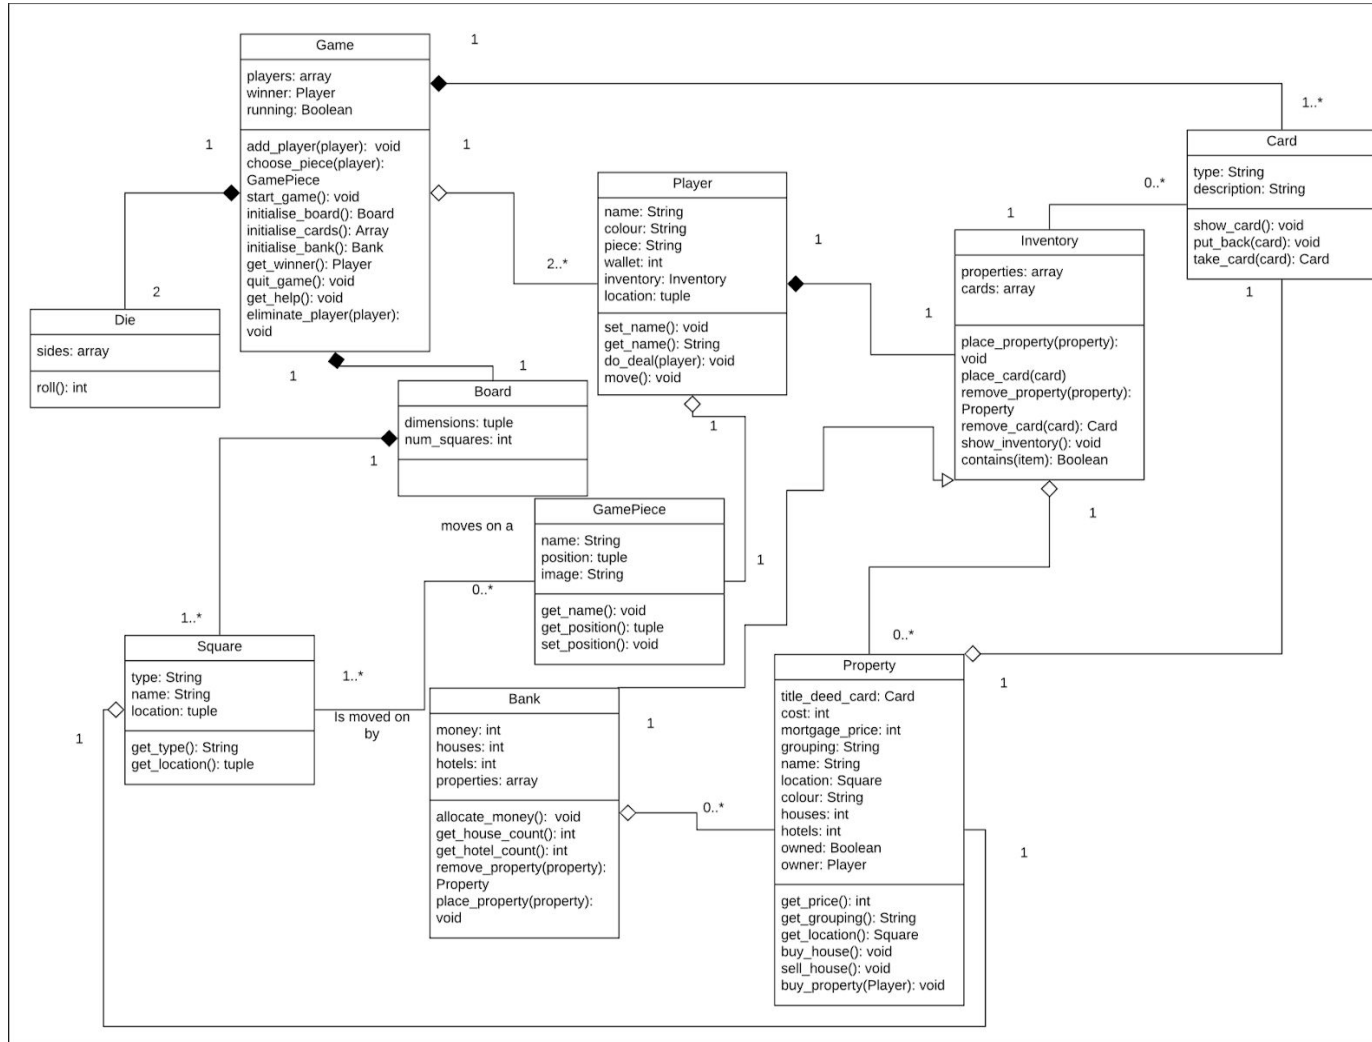 Game
players: array
winner: Player
running: Boolean
add_player(player):  void
choose_piece(player):
GamePiece
start_game(): void
initialise_board(): Board
initialise_cards(): Array
initialise_bank(): Bank
get_winner(): Player
quit_game(): void
get_help(): void
eliminate_player(player):
void
1
1
1
1
1..*
Card
type: String
description: String
show_card(): void
put_back(card): void
take_card(card): Card
1
0..*
1
Player
name: String
colour: String
piece: String
wallet: int
inventory: Inventory
location: tuple
set_name(): void
get_name(): String
do_deal(player): void
move(): void
2..*
1
1
1
Inventory
properties: array
cards: array
place_property(property):
void
place_card(card)
remove_property(property):
Property
remove_card(card): Card
show_inventory(): void
contains(item): Boolean
1
2
Die
sides: array
roll(): int
1
Board
dimensions: tuple
num_squares: int
1
moves on a
GamePiece
name: String
position: tuple
image: String
get_name(): void
get_position(): tuple
set_position(): void
1
0..*
1..*
Square
type: String
name: String
location: tuple
get_type(): String
get_location(): tuple
1
1..*
Is moved on
by
Bank
money: int
houses: int
hotels: int
properties: array
allocate_money():  void
get_house_count(): int
get_hotel_count(): int
remove_property(property):
Property
place_property(property):
void
1
0..*
0..*
Property
title_deed_card: Card
cost: int
mortgage_price: int
grouping: String
name: String
location: Square
colour: String
houses: int
hotels: int
owned: Boolean
owner: Player
get_price(): int
get_grouping(): String
get_location(): Square
buy_house(): void
sell_house(): void
buy_property(Player): void
1
1